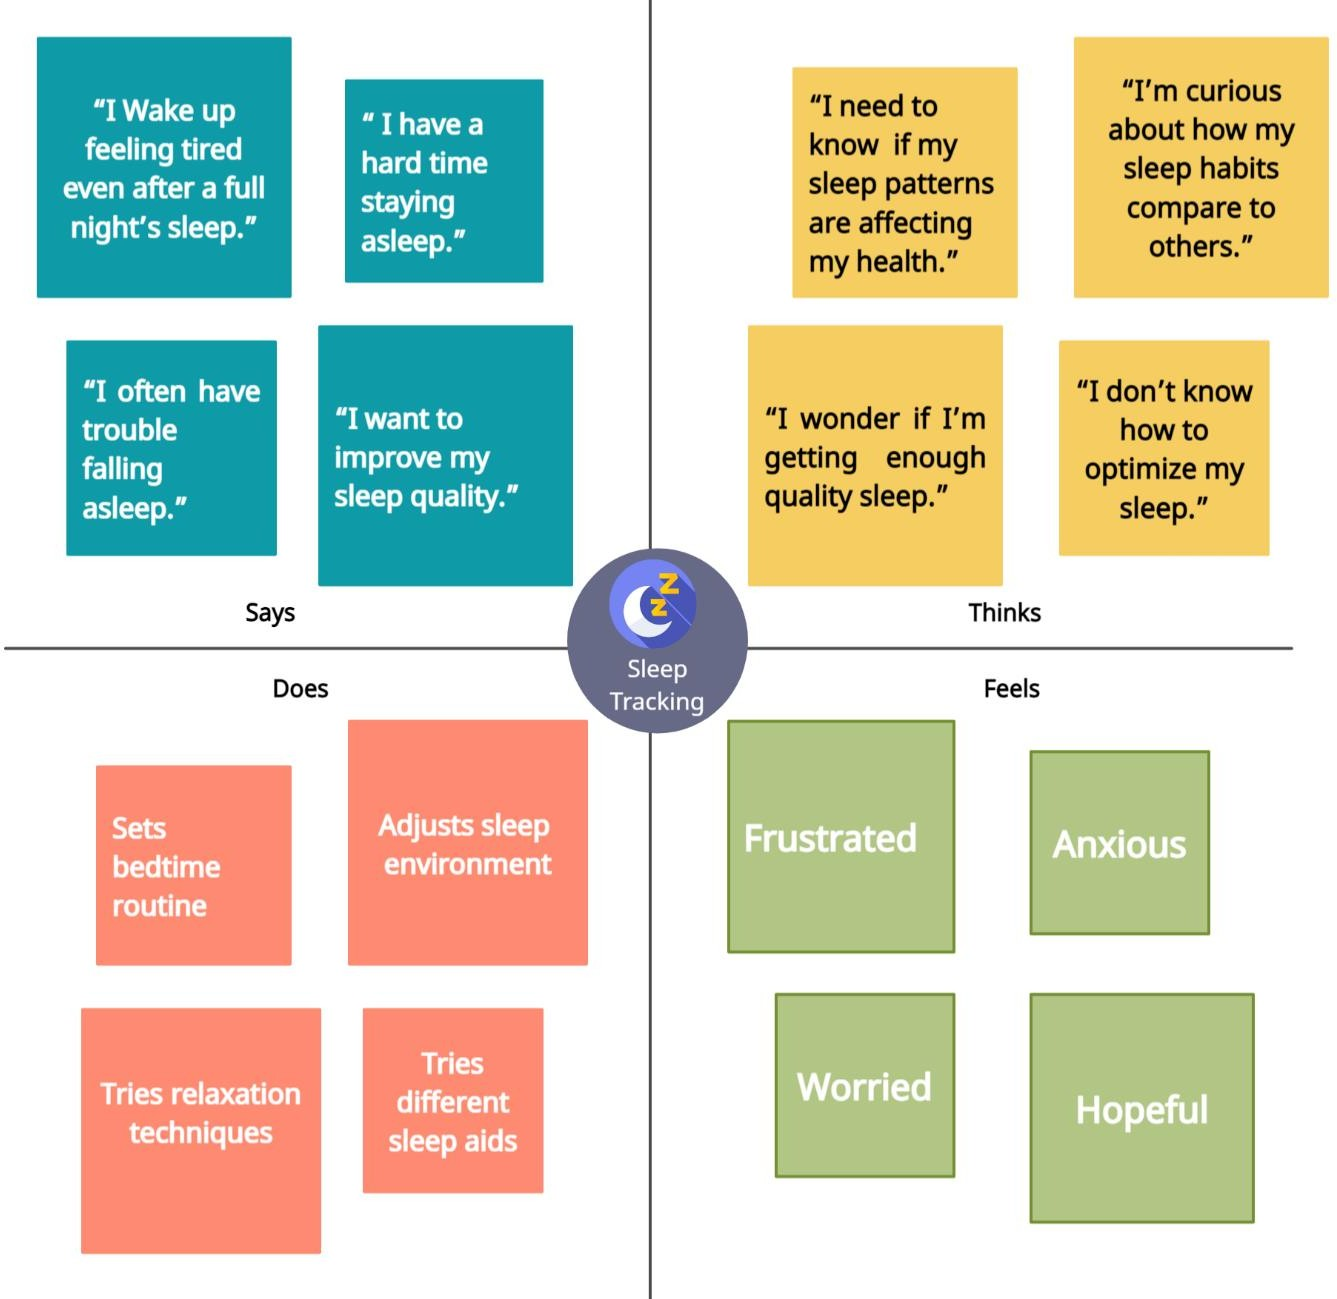 “I Wake up
feeling tired
even after a full
night’s sleep.”
“ I have a
hard time
staying
asleep.”
“I often have
trouble
falling
asleep.”
“I want to
improve my
sleep quality.”
Says
“I need to
know if my
sleep patterns
are affecting
my health.”
“I’m curious
about how my
sleep habits
compare to
others.”
“I wonder if I’m
getting enough
quality sleep.”
“I don’t know
how to
optimize my
sleep.”
Thinks
Z
Z
Sleep
Tracking
Does
Sets
bedtime
routine
Adjusts sleep
environment
Tries relaxation
techniques
Tries
different
sleep aids
Feels
Frustrated
Anxious
Worried
Hopeful